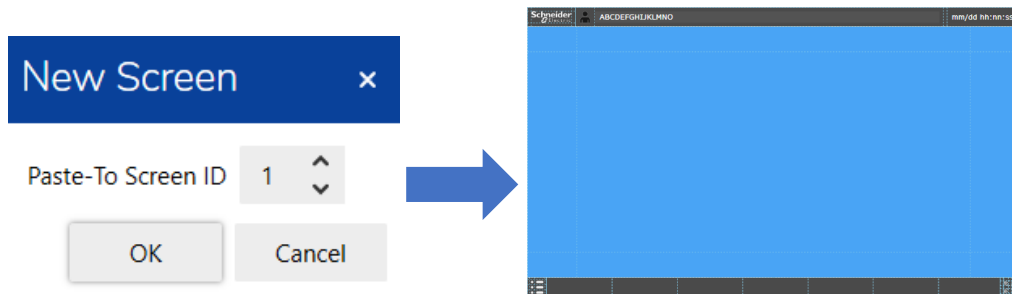 New Screen
Paste-To Screen ID 1
OK Cancel
Schneider Electric ABCDEFGHIJKLMNO mm/dd hh:nn:ss